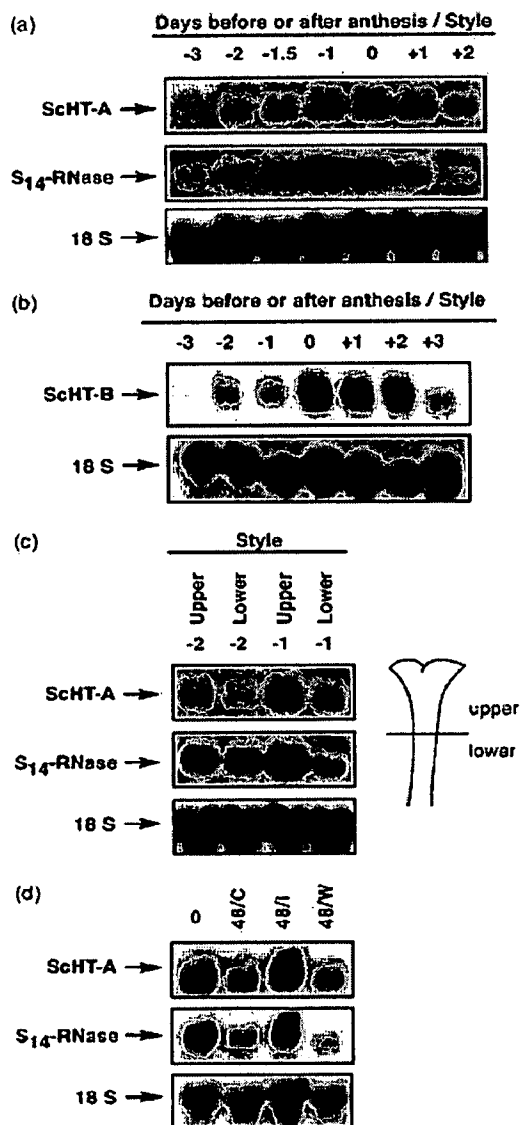 (a)
Days before or after anthesis / Style
-3 -2 -1.5 -1 0 +1 +2
ScHT-A
S14-RNase
18 S
(b)
Days before or after anthesis / Style
-3 -2 -1 0 +1 +2 +3
ScHT-B
18 S
(c)
Style
Upper Lower Upper Lower
-2 -2 -1 -1
ScHT-A
S14-RNase
18 S
upper
lower
(d)
0 48/C 48/I 48/W
ScHT-A
S14-RNase
18 S